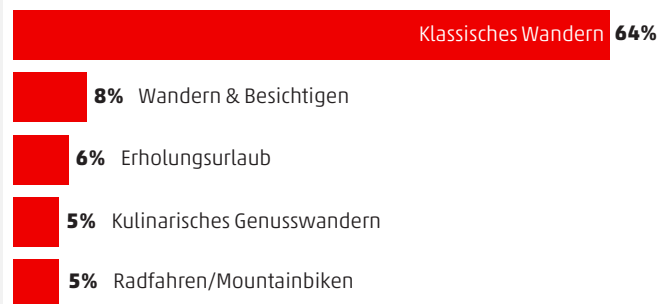 Klassisches Wandern 64%
8% Wandern & Besichtigen
6% Erholungsurlaub
5% Kulinarisches Genusswandern
5% Radfahren/Mountainbiken